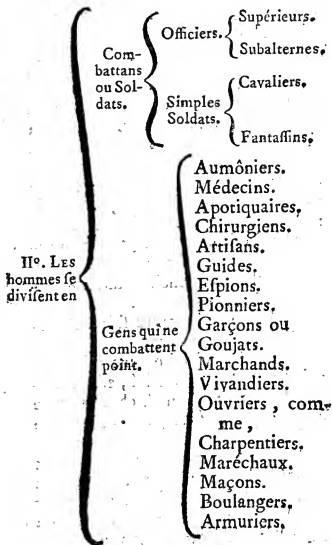 IIº. LES
hommes ſe
diviſent en
Com-
battans
ou Sol-
dats.
Officiers.
Supérieurs.
Subalternes.
Simples
Soldats.
Cavaliers.
Fantaſſins.
Gens qui ne
combattent
point.
Aumôniers.
Médecins.
Apotiquaires.
Chirurgiens.
Artiſans.
Guides.
Eſpions.
Pionniers.
Garçons ou
Goujats.
Marchands.
Vivandiers.
Ouvriers, com-
me,
Charpentiers.
Maréchaux.
Maçons.
Boulangers.
Armuriers.